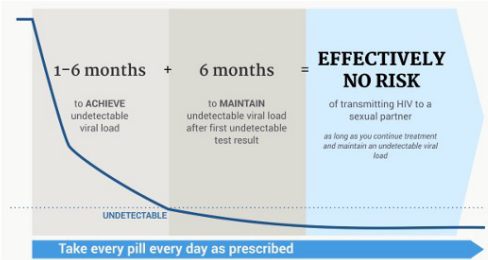 1-6 months
to ACHIEVE
undetectable
viral load
+
6 months
to MAINTAIN
undetectable viral load
after first undetectable
test result
=
EFFECTIVELY
NO RISK
of transmitting HIV to a
sexual partner
as long as you continue treatment
and maintain an undetectable viral
load
UNDETECTABLE
Take every pill every day as prescribed